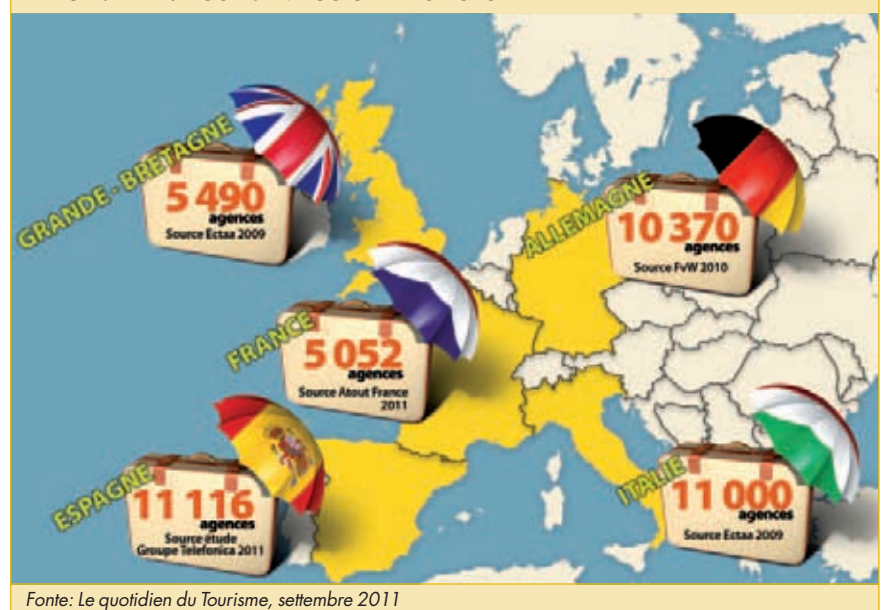 GRANDE - BRETAGNE
5 490
agences
Source Ectaa 2009
ALLEMAGNE
10 370
agences
Source FvW 2010
FRANCE
5 052
agences
Source Atout France
2011
ESPAGNE
11 116
agences
Source étude
Groupe Telefonica 2011
ITALIE
11 000
agences
Source Ectaa 2009
Fonte: Le quotidien du Tourisme, settembre 2011